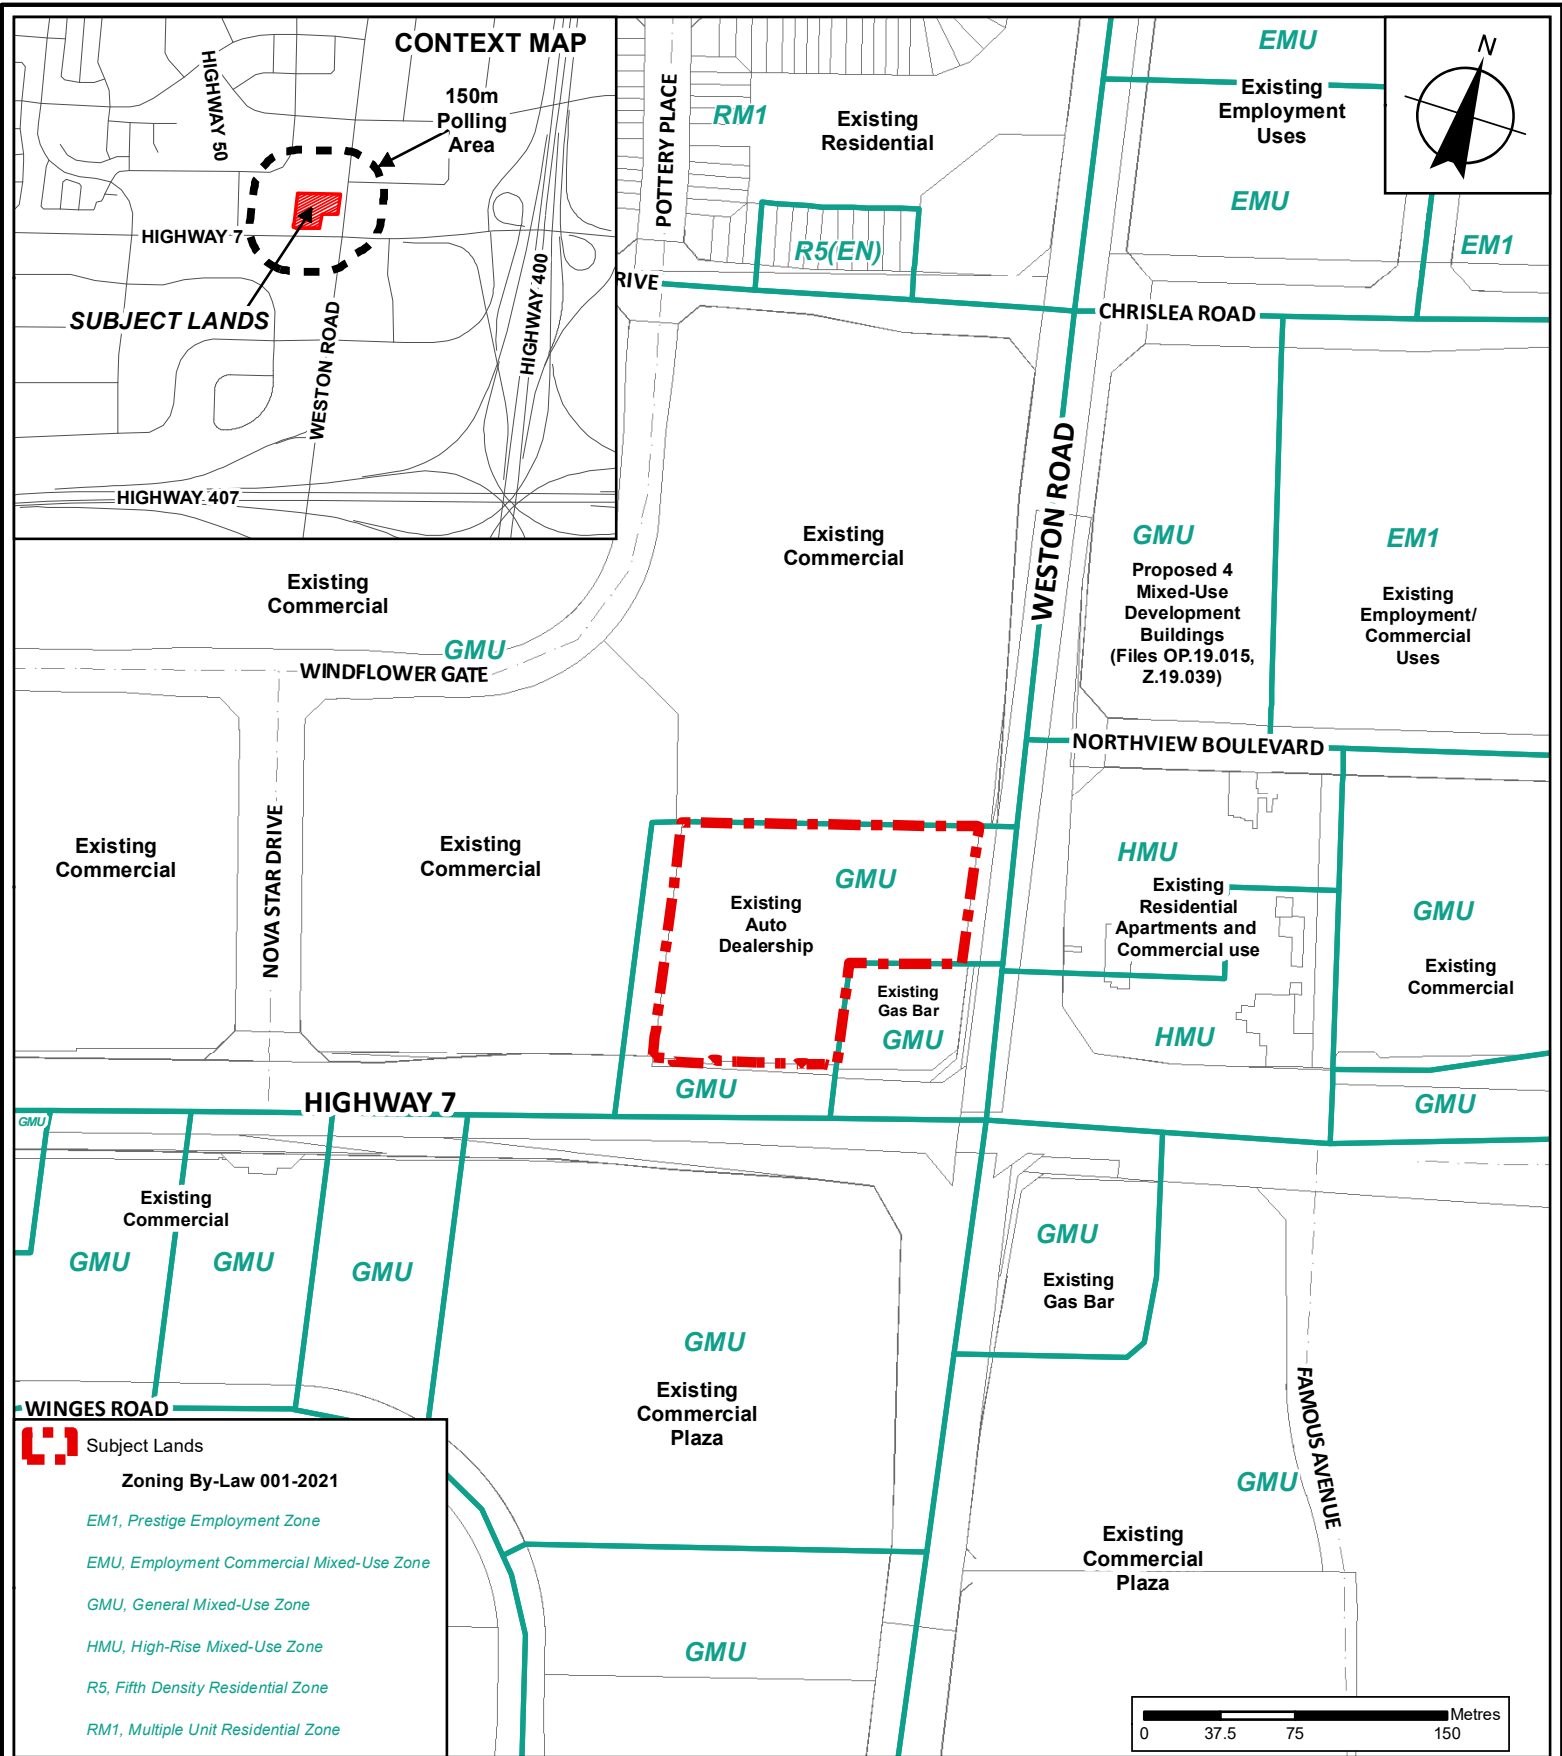 CONTEXT MAP
HIGHWAY 50
150m
Polling
Area
HIGHWAY 7
SUBJECT LANDS
WESTON ROAD
HIGHWAY 400
HIGHWAY 407
N
POTTERY PLACE
RM1
Existing
Residential
R5(EN)
RIVE
EMU
Existing
Employment
Uses
EMU
EM1
CHRISLEA ROAD
WESTON ROAD
Existing
Commercial
Existing
Commercial
GMU
WINDFLOWER GATE
GMU
Proposed 4
Mixed-Use
Development
Buildings
(Files OP.19.015,
Z.19.039)
EM1
Existing
Employment/
Commercial
Uses
NORTHVIEW BOULEVARD
Existing
Commercial
NOVA STAR DRIVE
Existing
Commercial
GMU
Existing
Auto
Dealership
Existing
Gas Bar
GMU
HMU
Existing
Residential
Apartments and
Commercial use
HMU
GMU
Existing
Commercial
GMU
GMU
HIGHWAY 7
GMU
Existing
Commercial
GMU
GMU
GMU
GMU
Existing
Gas Bar
GMU
Existing
Commercial
Plaza
FAMOUS AVENUE
GMU
Existing
Commercial
Plaza
GMU
WINGES ROAD
Subject Lands
Zoning By-Law 001-2021
EM1, Prestige Employment Zone
EMU, Employment Commercial Mixed-Use Zone
GMU, General Mixed-Use Zone
HMU, High-Rise Mixed-Use Zone
R5, Fifth Density Residential Zone
RM1, Multiple Unit Residential Zone
Metres
0 37.5 75 150